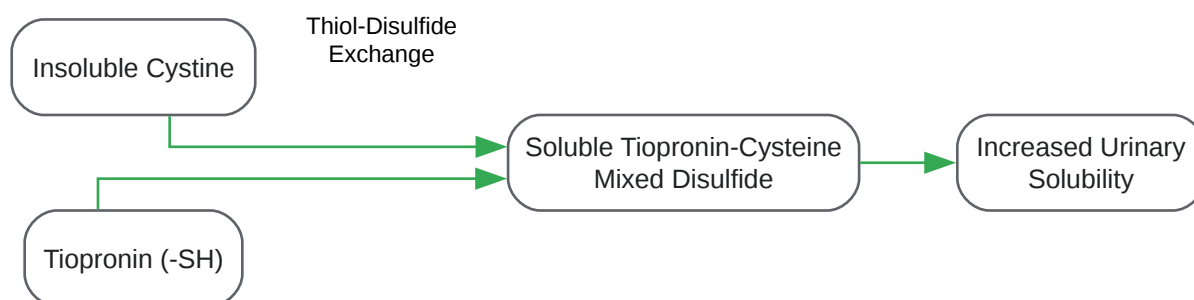 Thiol-Disulfide
Exchange
Insoluble Cystine
Soluble Tiopronin-Cysteine
Mixed Disulfide
Increased Urinary
Solubility
Tiopronin (-SH)